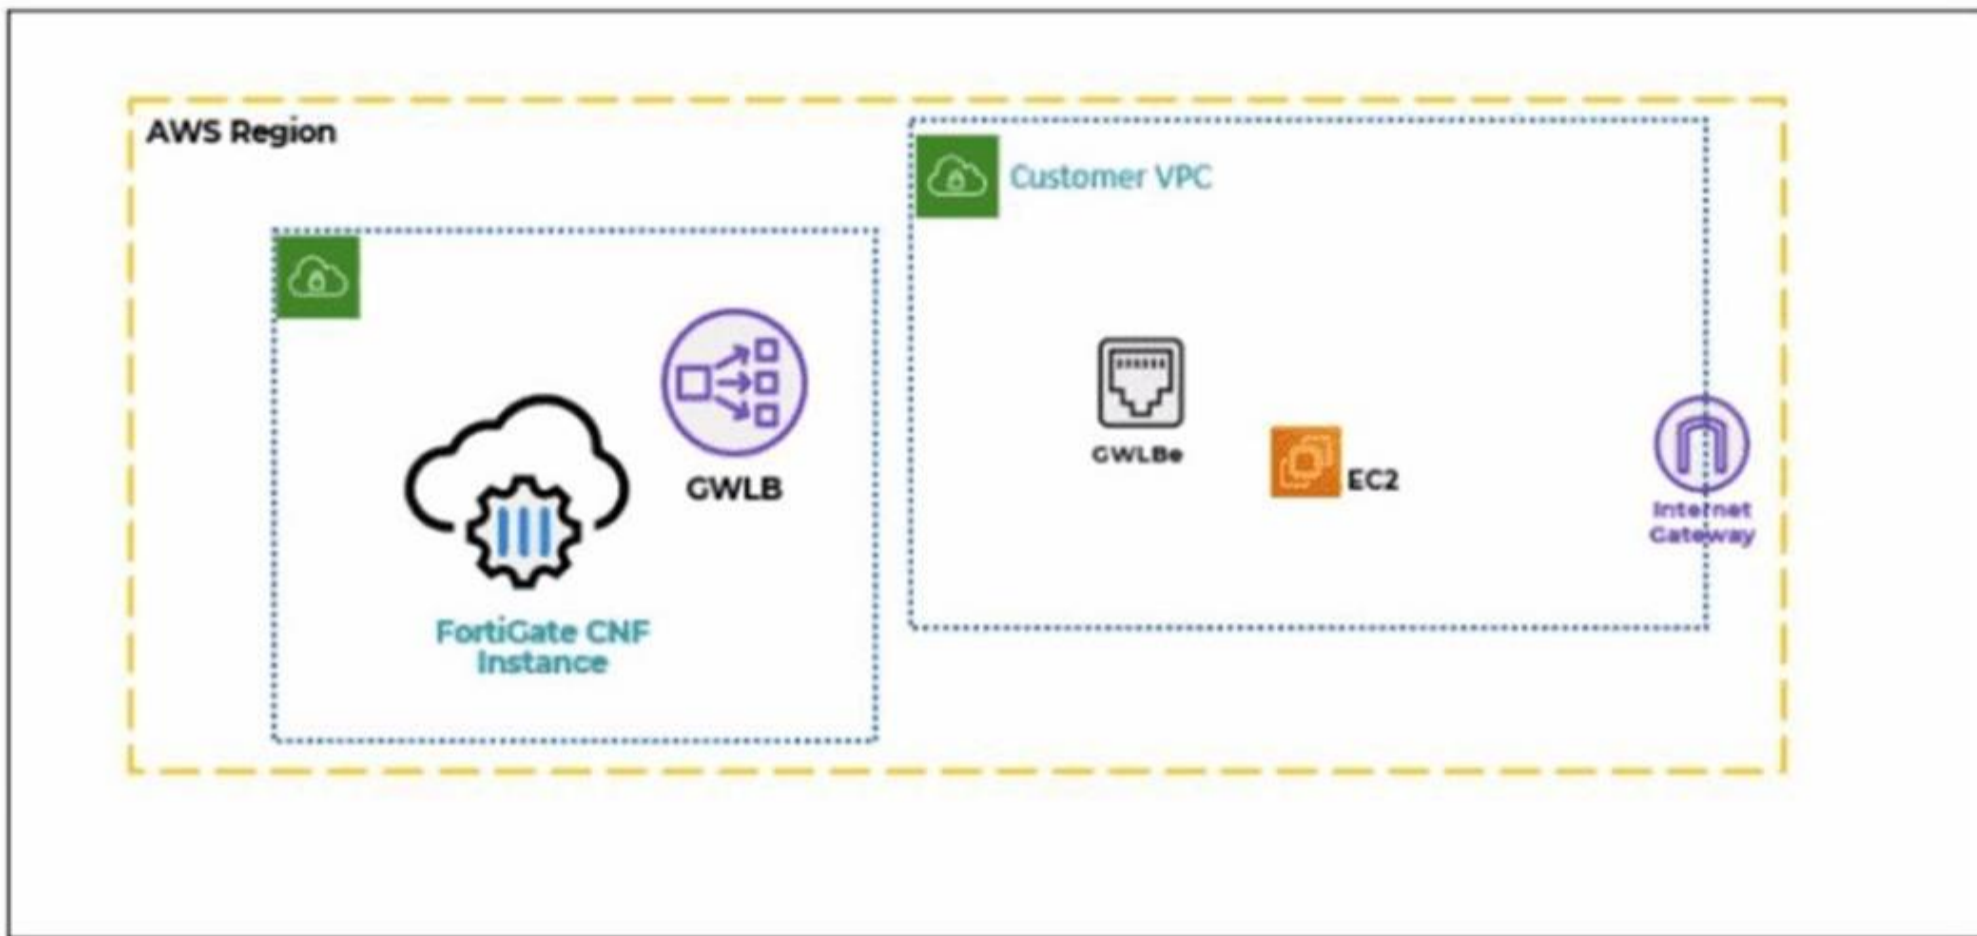 AWS Region
Customer VPC
GWLB
FortiGate CNF
Instance
GWLBe
EC2
Internet
Gateway